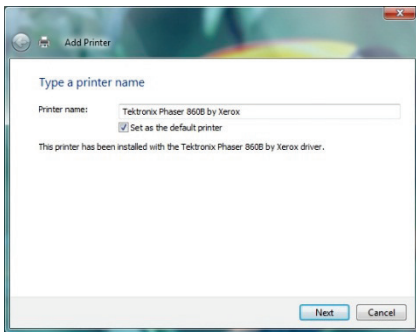 Add Printer
Type a printer name
Printer name:
Tektronix Phaser 860B by Xerox
Set as the default printer
This printer has been installed with the Tektronix Phaser 860B by Xerox driver.
Next
Cancel